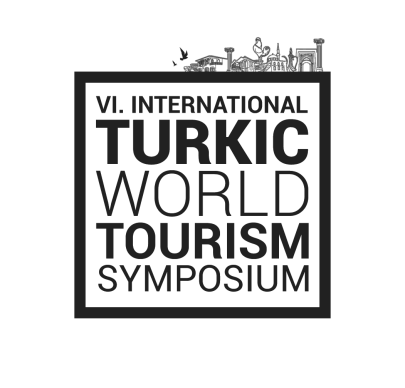 VI. INTERNATIONAL
TURKIC
WORLD
TOURISM
SYMPOSIUM